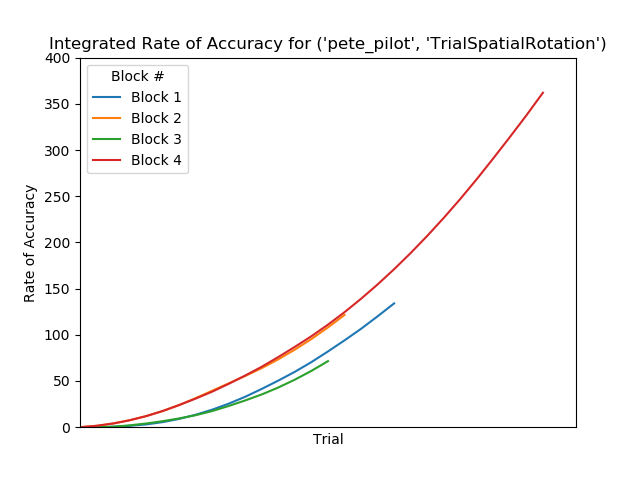 Integrated Rate of Accuracy for ('pete_pilot', 'TrialSpatialRotation')
400
350
300
250
200
150
100
50
0
Rate of Accuracy
Block #
Block 1
Block 2
Block 3
Block 4
Trial